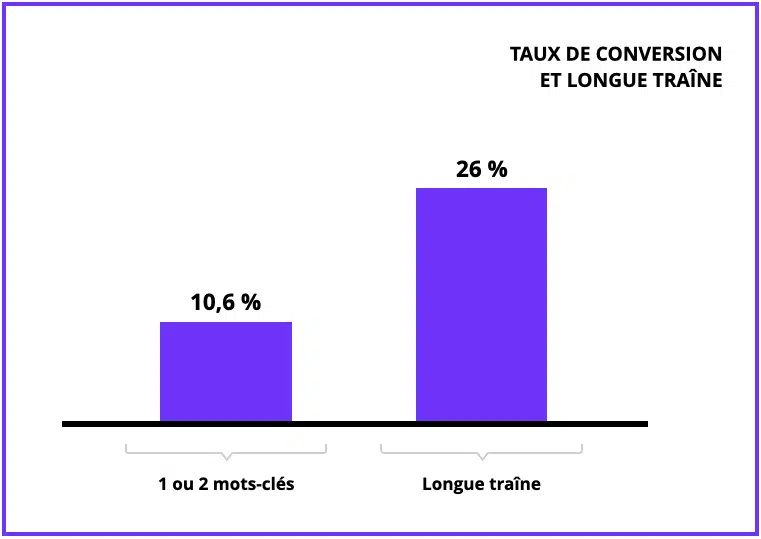 TAUX DE CONVERSION
ET LONGUE TRAÎNE
26 %
10,6 %
1 ou 2 mots-clés
Longue traîne